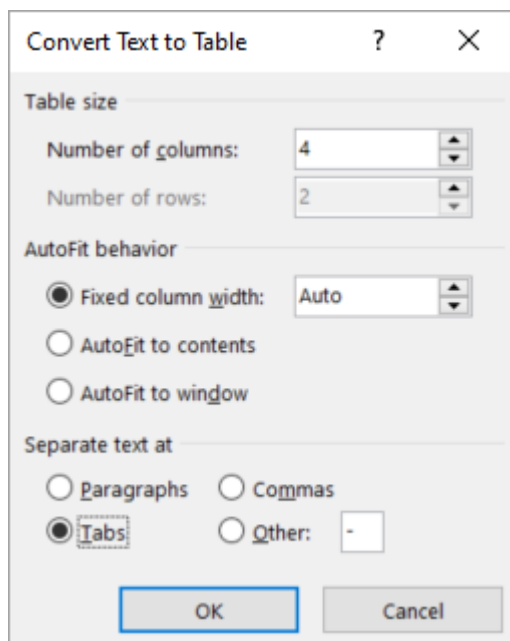 Convert Text to Table ? ×
Table size
Number of columns: 4
Number of rows: 2
AutoFit behavior
Fixed column width: Auto
AutoFit to contents
AutoFit to window
Separate text at
Paragraphs Commas
Tabs Other: -
OK Cancel